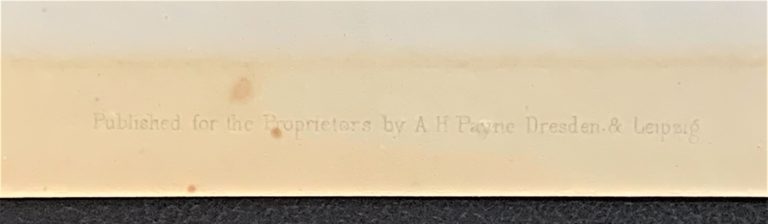 Published for the Proprietors by A H Payne Dresden. & Leipzig